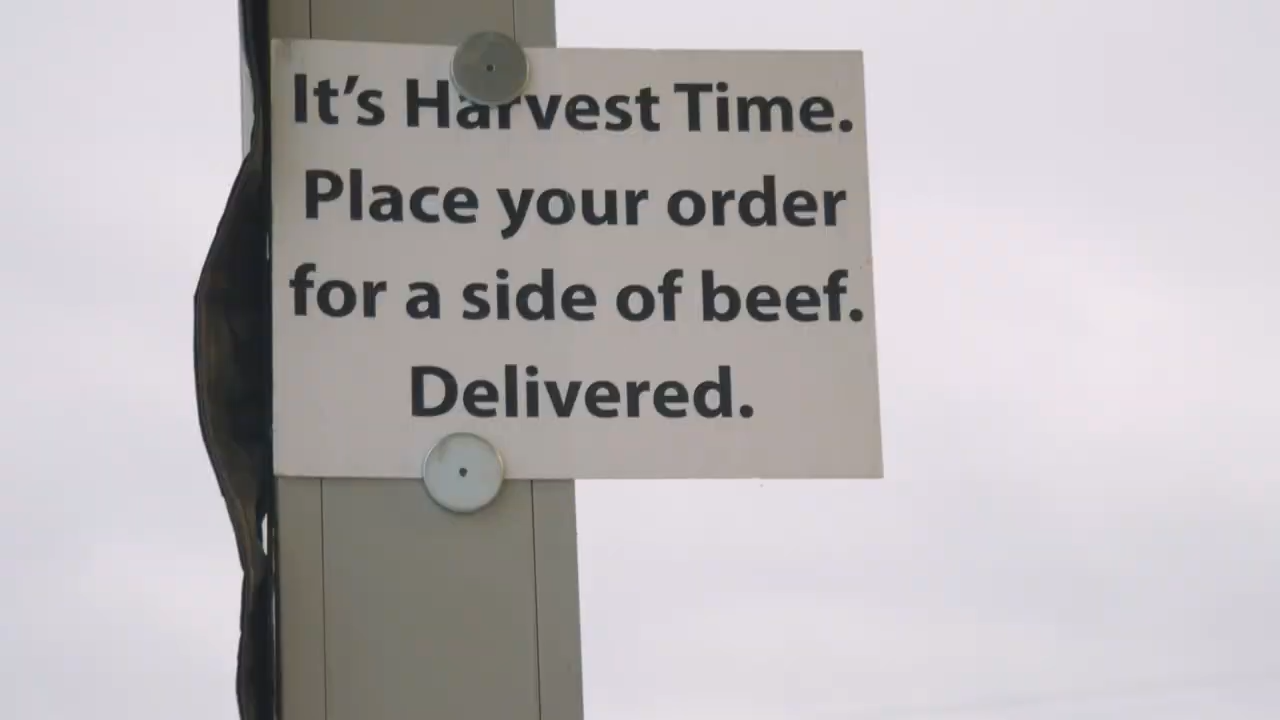 It's Harvest Time.
Place your order
for a side of beef.
Delivered.